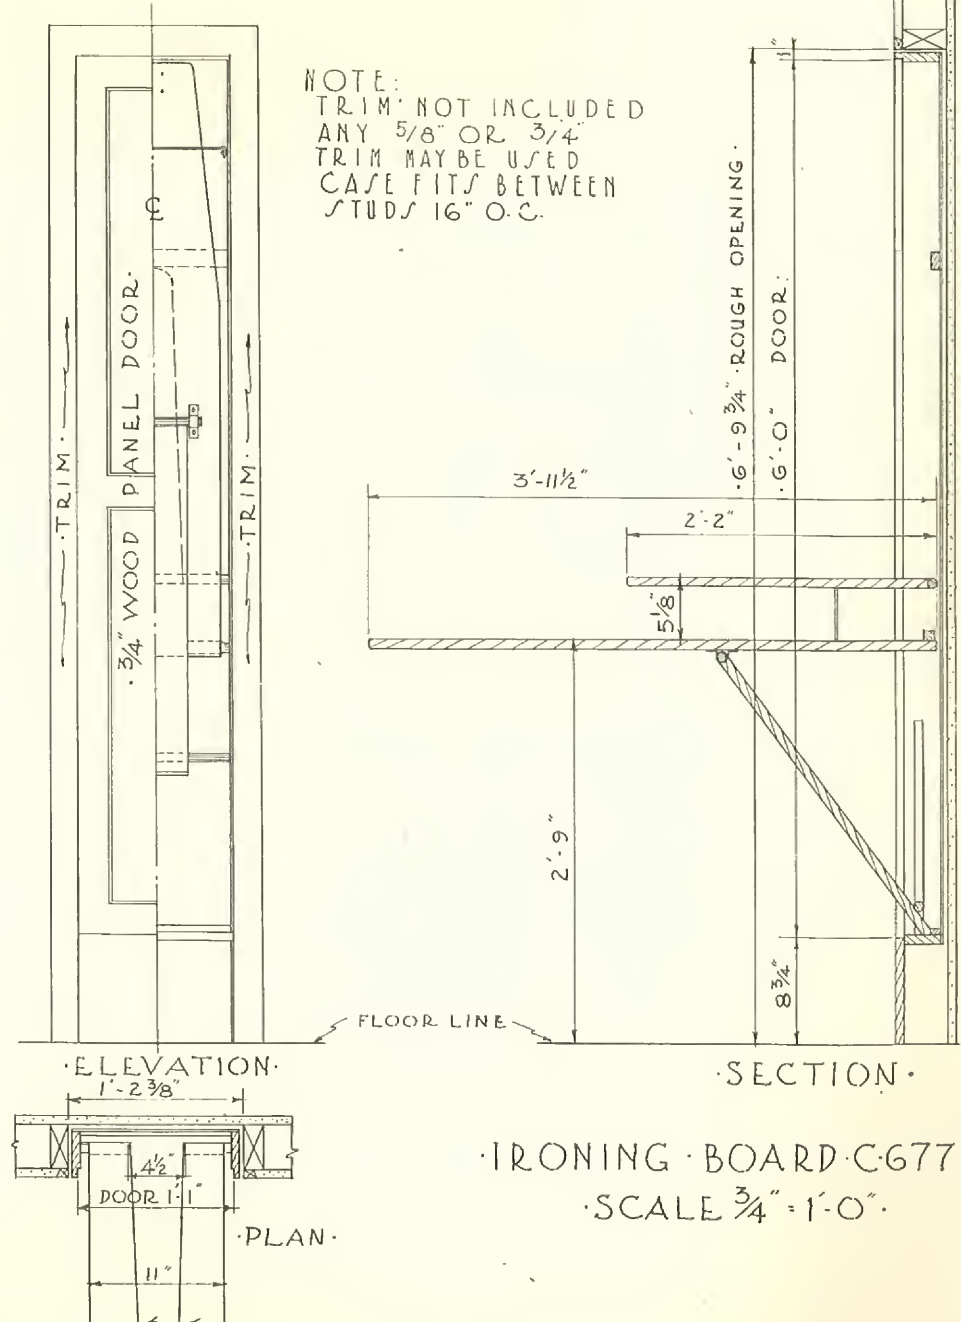 NOTE:
TRIM NOT INCLUDED
ANY 5/8" OR 3/4"
TRIM MAY BE USED
CASE FITS BETWEEN
STUDS 16" O.C.
℄
·TRIM·
·3/4" WOOD PANEL DOOR·
·TRIM·
·6'-9 3/4" ·ROUGH OPENING·
·6'-0" DOOR·
1"
3'-11 1/2"
2'-2"
5 1/8"
2'-9"
8 3/4"
FLOOR LINE
·ELEVATION·
·SECTION·
1'-2 3/8"
4 1/2"
DOOR 1'-1"
·PLAN·
11"
·IRONING·BOARD·C·677
·SCALE 3/4" = 1'-0"·